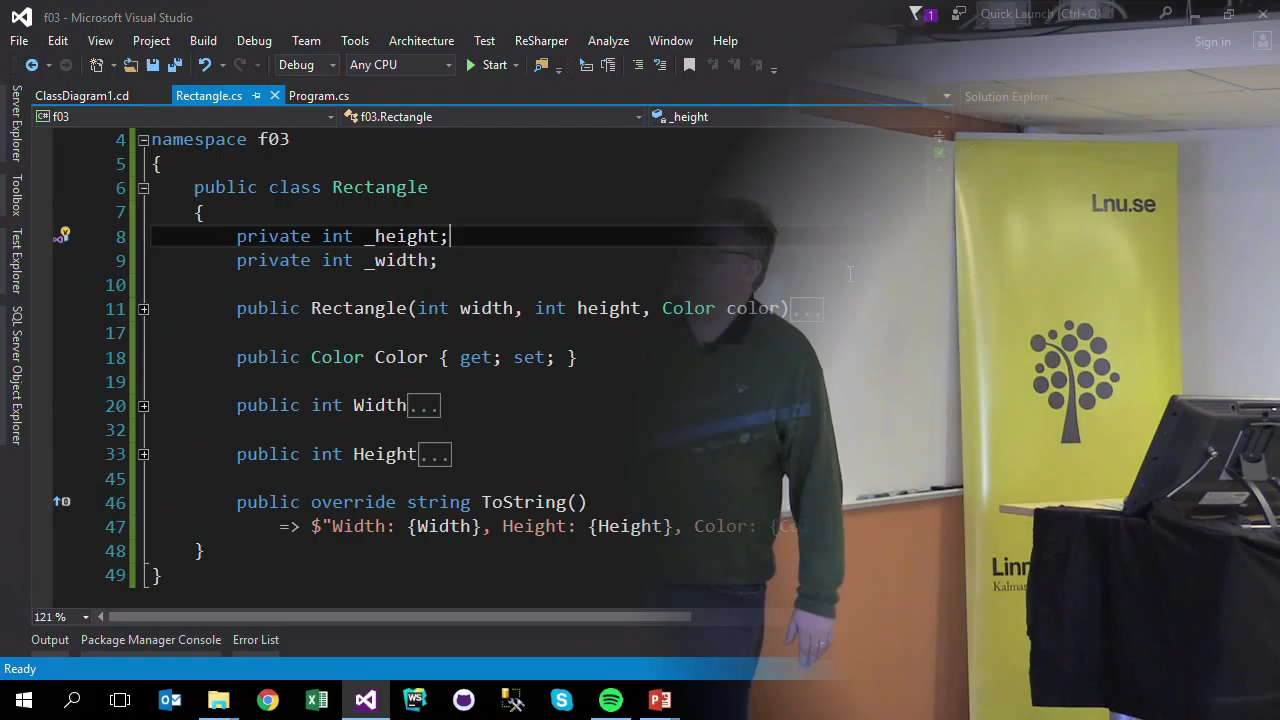 f03 - Microsoft Visual Studio
1
Quick Launch (Ctrl+Q)
File Edit View Project Build Debug Team Tools Architecture Test ReSharper Analyze Window Help
Sign in
Debug Any CPU Start
ClassDiagram1.cd Rectangle.cs Program.cs
Solution Explorer
f03 f03.Rectangle _height
Server Explorer
Toolbox
Test Explorer
SQL Server Object Explorer
4 namespace f03
5 {
6 public class Rectangle
7 {
8 private int _height;
9 private int _width;
10
11 public Rectangle(int width, int height, Color color)...
17
18 public Color Color { get; set; }
19
20 public int Width...
32
33 public int Height...
45
46 public override string ToString()
47 => $"Width: {Width}, Height: {Height}, Color: {Col
48 }
49 }
Lnu.se
Linn
Kalmar
121 %
Output Package Manager Console Error List
Ready